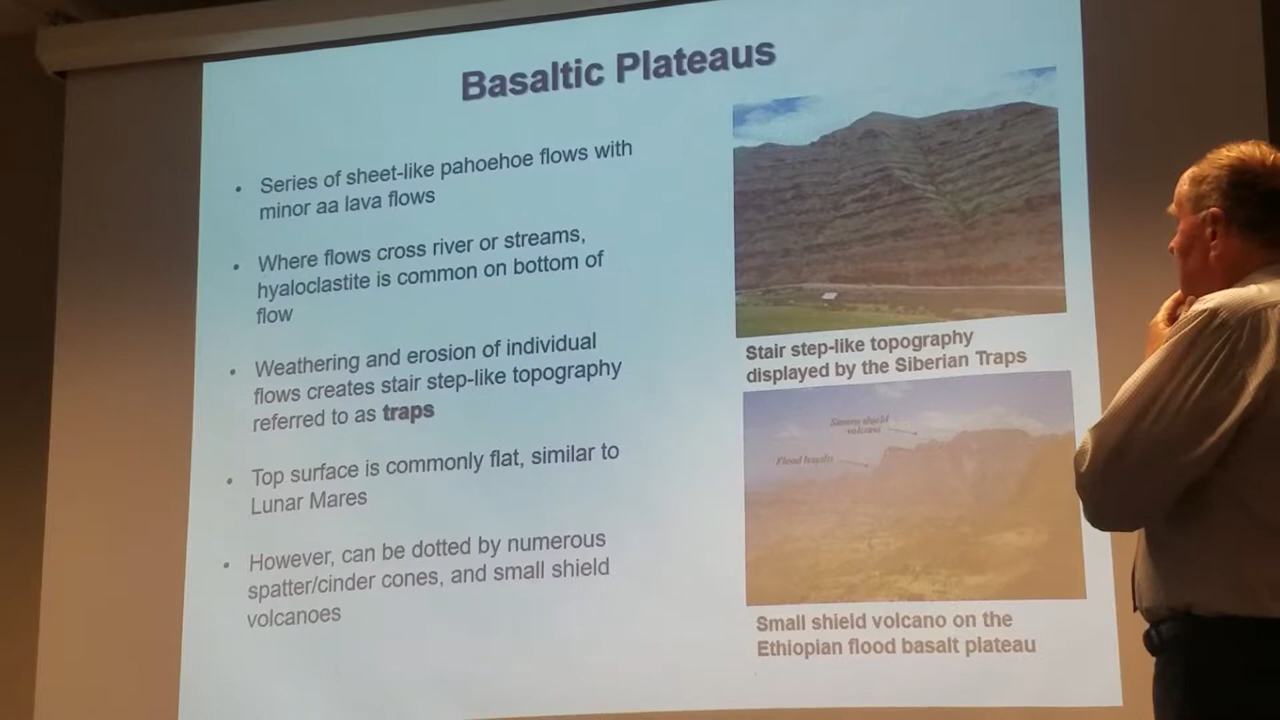 Basaltic Plateaus
• Series of sheet-like pahoehoe flows with
minor aa lava flows
• Where flows cross river or streams,
hyaloclastite is common on bottom of
flow
• Weathering and erosion of individual
flows creates stair step-like topography
referred to as traps
• Top surface is commonly flat, similar to
Lunar Mares
• However, can be dotted by numerous
spatter/cinder cones, and small shield
volcanoes
Stair step-like topography
displayed by the Siberian Traps
shield
volcano
Flood basalts
Small shield volcano on the
Ethiopian flood basalt plateau